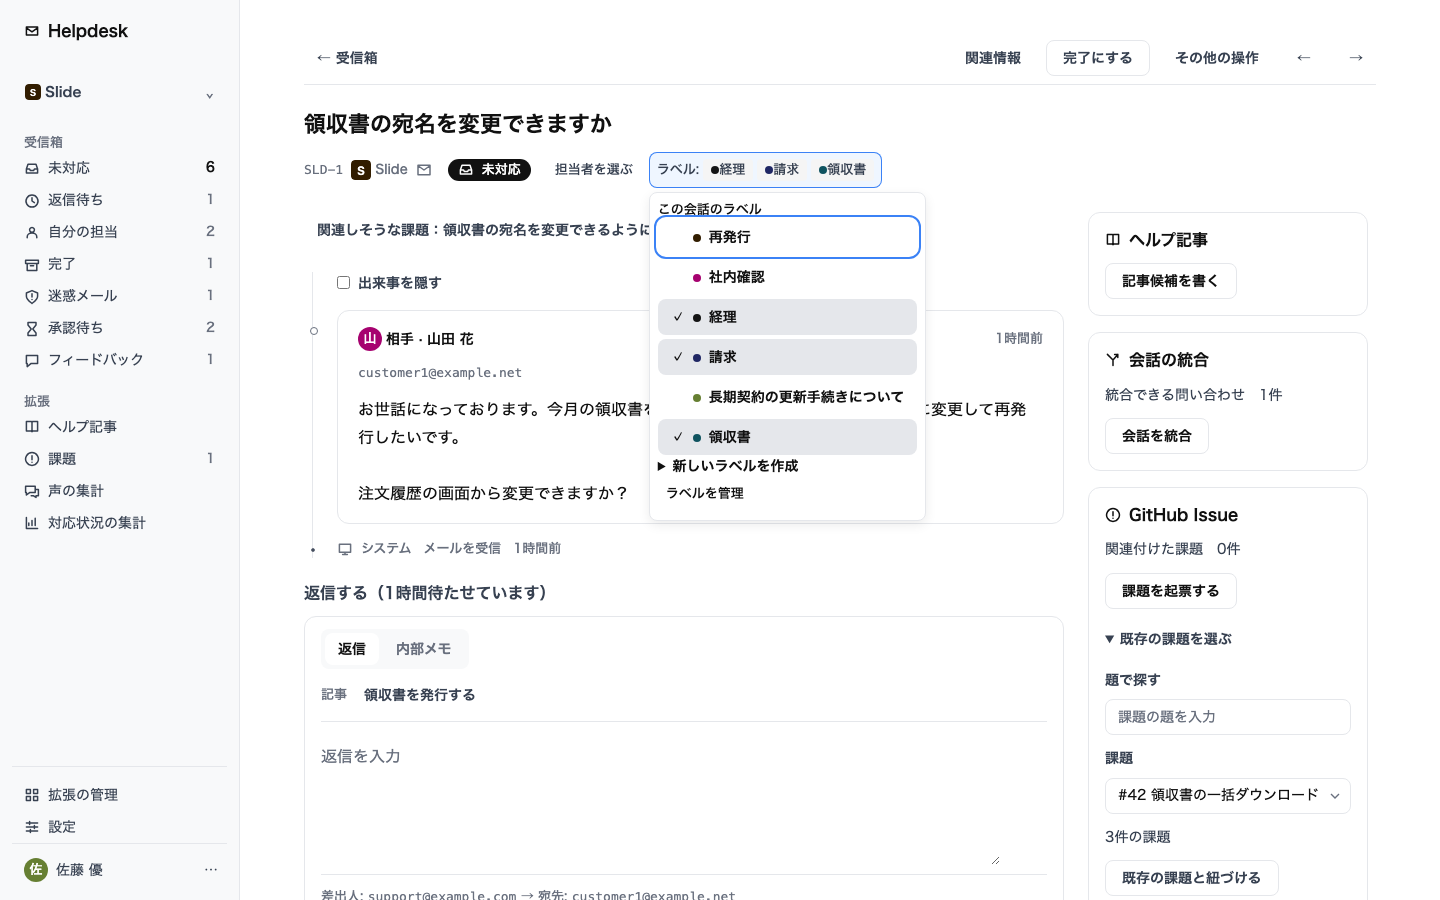 Helpdesk
S Slide
受信箱
未対応 6
返信待ち 1
自分の担当 2
完了 1
迷惑メール 1
承認待ち 2
フィードバック 1
拡張
ヘルプ記事
課題 1
声の集計
対応状況の集計
拡張の管理
設定
佐 佐藤 優 …
← 受信箱
関連情報 完了にする その他の操作 ← →
領収書の宛名を変更できますか
SLD-1 S Slide 未対応 担当者を選ぶ ラベル: 経理 請求 領収書
この会話のラベル
再発行
社内確認
✓ 経理
✓ 請求
長期契約の更新手続きについて
✓ 領収書
▶ 新しいラベルを作成
ラベルを管理
関連しそうな課題：領収書の宛名を変更できるように
出来事を隠す
山 相手 · 山田 花 1時間前
customer1@example.net
お世話になっております。今月の領収書を に変更して再発
行したいです。
注文履歴の画面から変更できますか？
システム メールを受信 1時間前
返信する（1時間待たせています）
返信 内部メモ
記事 領収書を発行する
返信を入力
差出人: support@example.com → 宛先: customer1@example.net
ヘルプ記事
記事候補を書く
会話の統合
統合できる問い合わせ 1件
会話を統合
GitHub Issue
関連付けた課題 0件
課題を起票する
▼ 既存の課題を選ぶ
題で探す
課題の題を入力
課題
#42 領収書の一括ダウンロード
3件の課題
既存の課題と紐づける